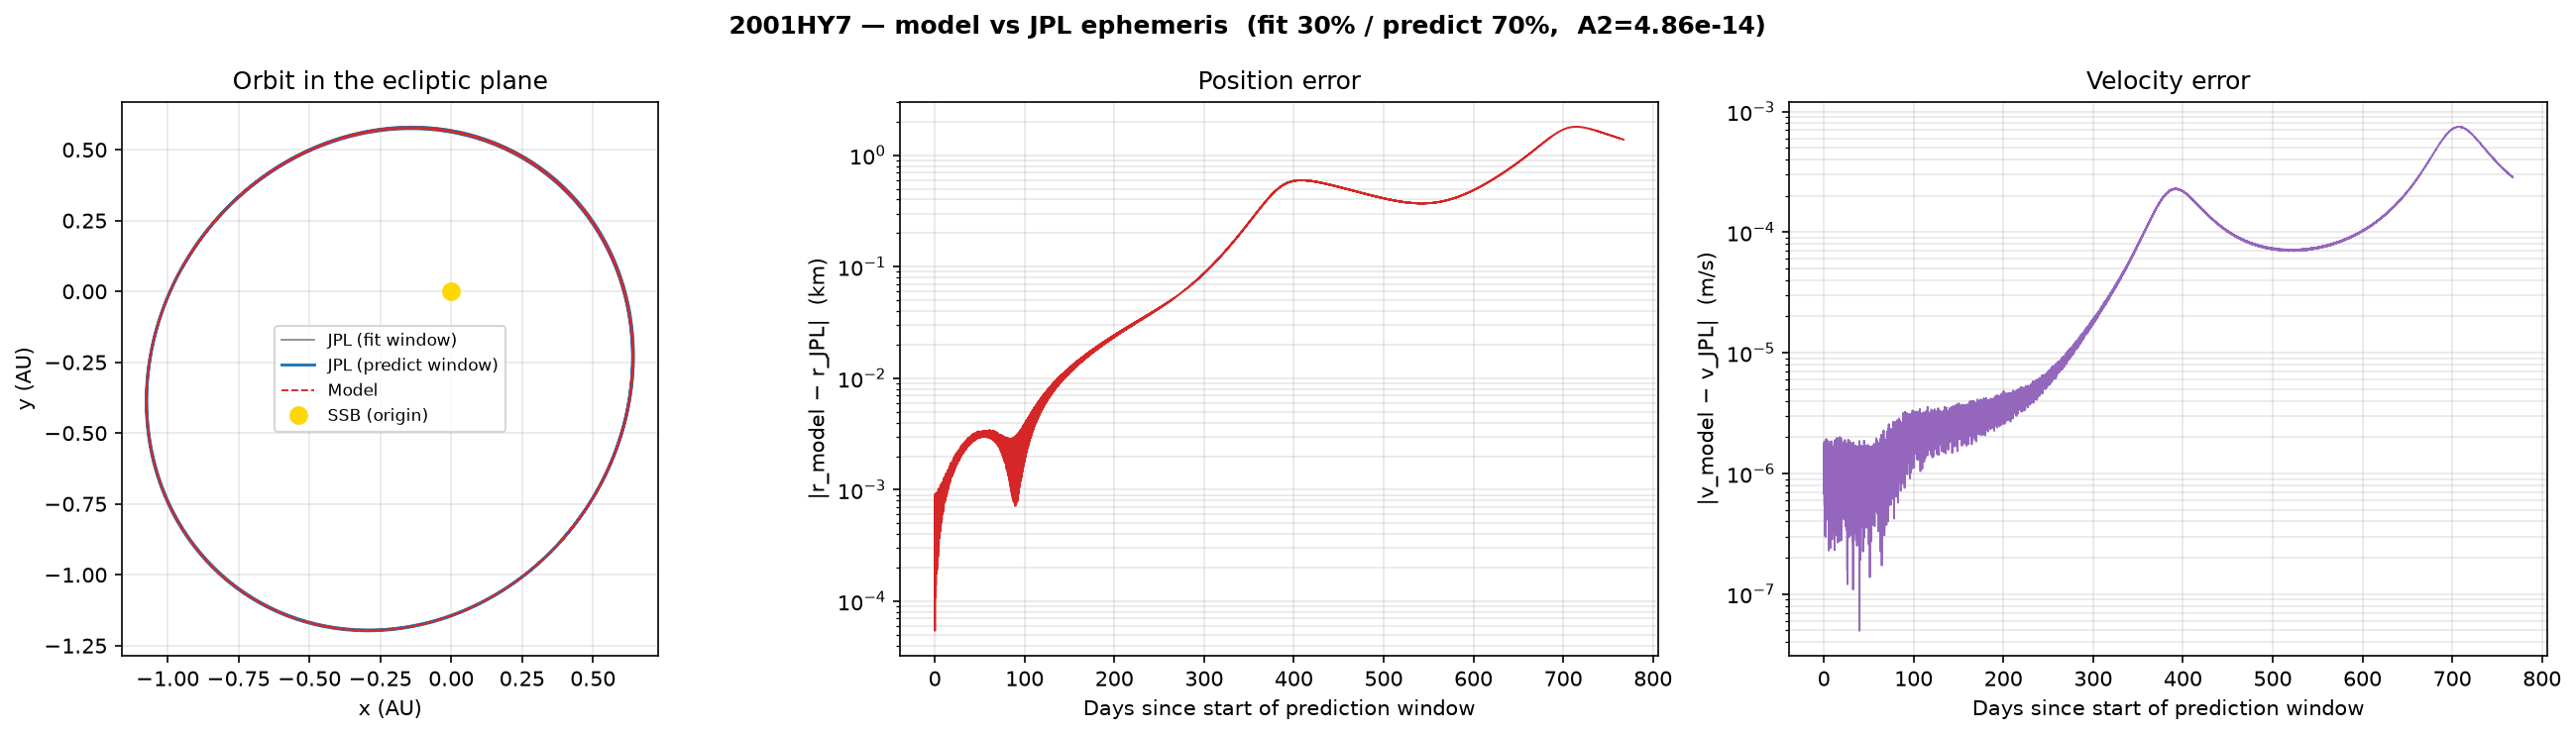 2001HY7 — model vs JPL ephemeris  (fit 30% / predict 70%,  A2=4.86e-14)
Orbit in the ecliptic plane
y (AU)
0.50
0.25
0.00
−0.25
−0.50
−0.75
−1.00
−1.25
JPL (fit window)
JPL (predict window)
Model
SSB (origin)
−1.00 −0.75 −0.50 −0.25 0.00 0.25 0.50
x (AU)
Position error
|r_model − r_JPL|  (km)
10⁰
10⁻¹
10⁻²
10⁻³
10⁻⁴
0 100 200 300 400 500 600 700 800
Days since start of prediction window
Velocity error
|v_model − v_JPL|  (m/s)
10⁻³
10⁻⁴
10⁻⁵
10⁻⁶
10⁻⁷
0 100 200 300 400 500 600 700 800
Days since start of prediction window